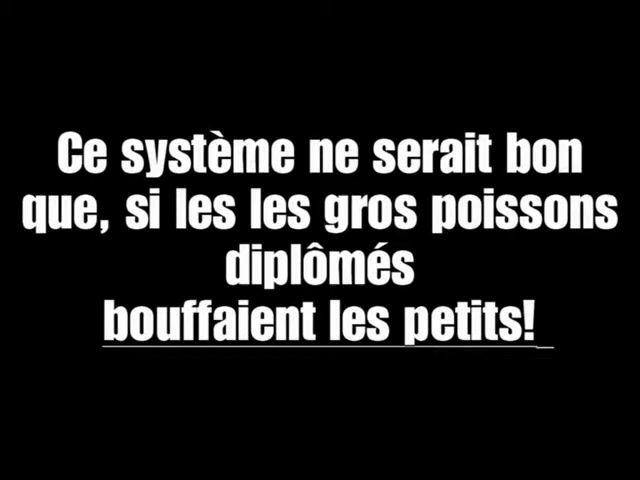 Ce système ne serait bon
que, si les les gros poissons
diplômés
bouffaient les petits!_